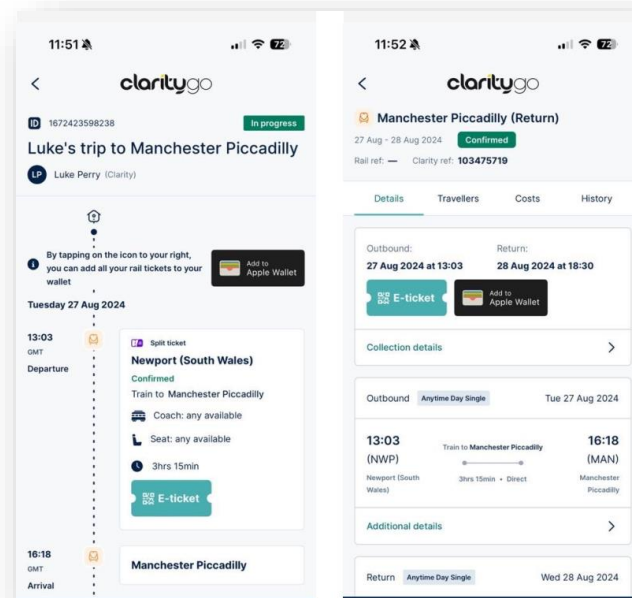 11:51
72
claritygo
ID 1672423598238
In progress
Luke's trip to Manchester Piccadilly
LP Luke Perry (Clarity)
By tapping on the icon to your right,
you can add all your rail tickets to your
wallet
Add to
Apple Wallet
Tuesday 27 Aug 2024
13:03
GMT
Departure
Split ticket
Newport (South Wales)
Confirmed
Train to Manchester Piccadilly
Coach: any available
Seat: any available
3hrs 15min
E-ticket
16:18
GMT
Arrival
Manchester Piccadilly
11:52
72
claritygo
Manchester Piccadilly (Return)
27 Aug - 28 Aug 2024 Confirmed
Rail ref: — Clarity ref: 103475719
Details Travellers Costs History
Outbound: Return:
27 Aug 2024 at 13:03 28 Aug 2024 at 18:30
E-ticket
Add to
Apple Wallet
Collection details
Outbound Anytime Day Single Tue 27 Aug 2024
13:03 Train to Manchester Piccadilly 16:18
(NWP) (MAN)
Newport (South 3hrs 15min • Direct Manchester
Wales) Piccadilly
Additional details
Return Anytime Day Single Wed 28 Aug 2024